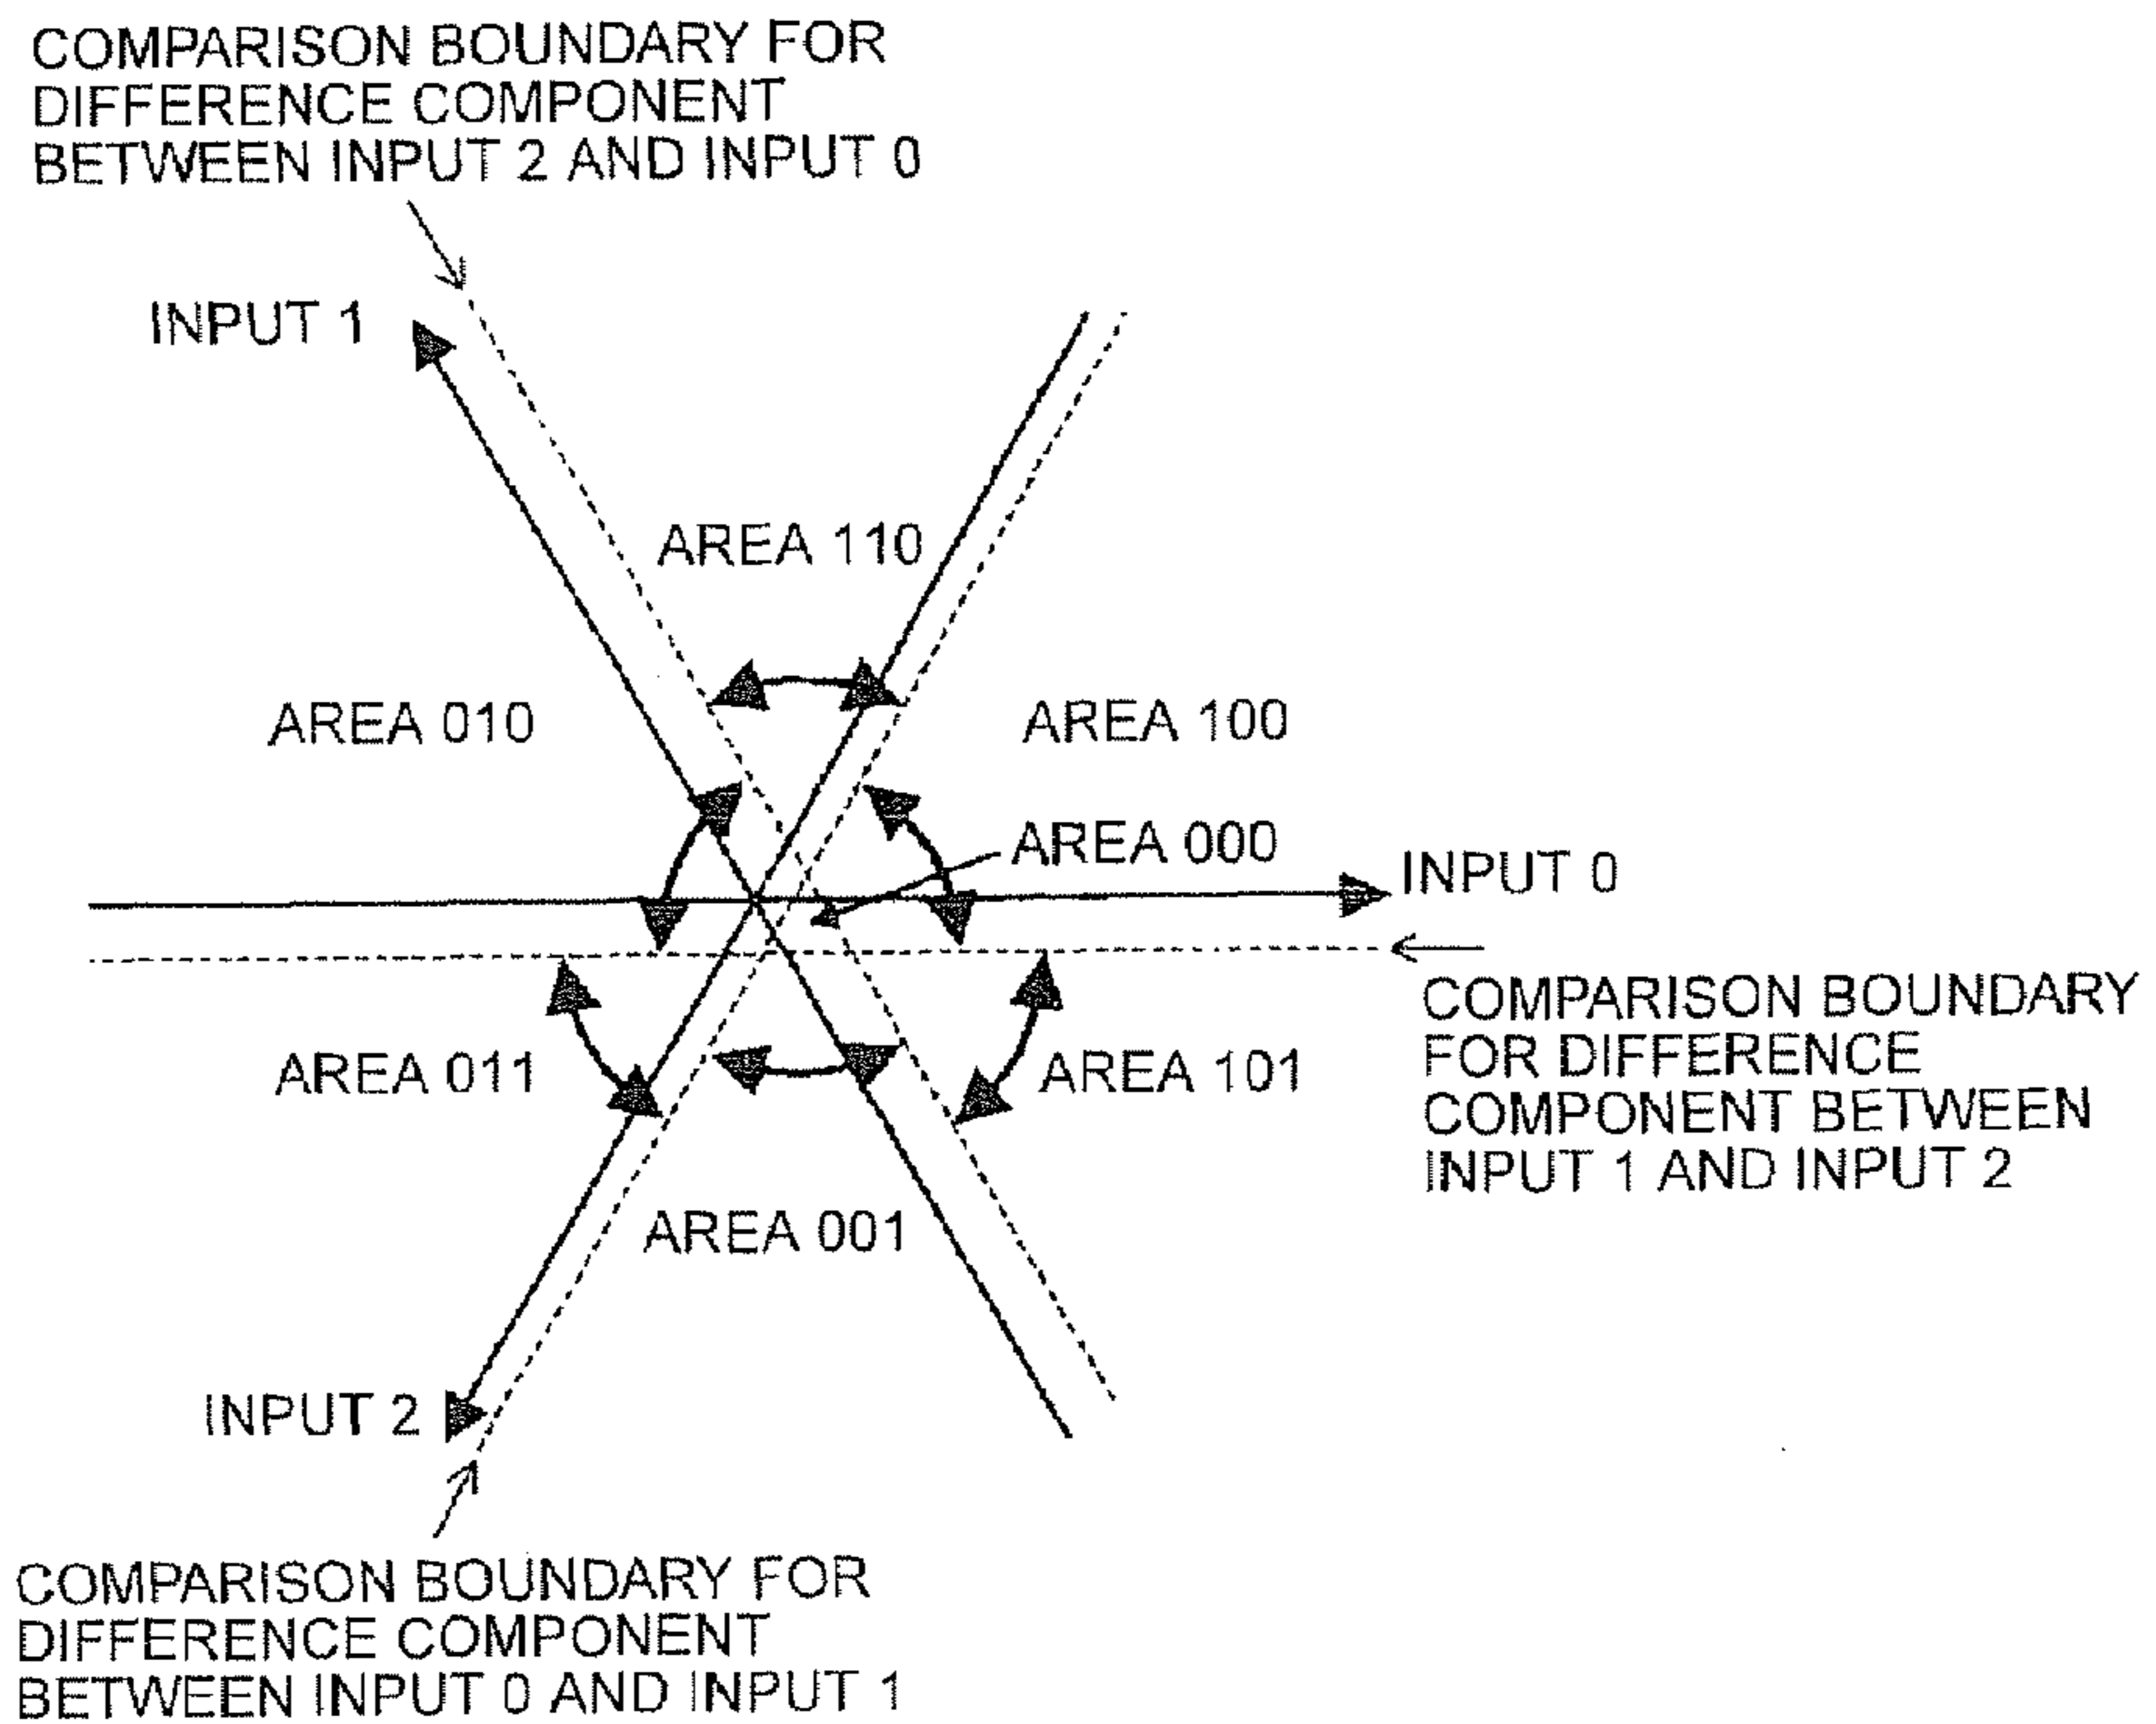 COMPARISON BOUNDARY FOR
DIFFERENCE COMPONENT
BETWEEN INPUT 2 AND INPUT 0
INPUT 1
AREA 110
AREA 010
AREA 100
AREA 000
INPUT 0
COMPARISON BOUNDARY
FOR DIFFERENCE
COMPONENT BETWEEN
INPUT 1 AND INPUT 2
AREA 011
AREA 101
AREA 001
INPUT 2
COMPARISON BOUNDARY FOR
DIFFERENCE COMPONENT
BETWEEN INPUT 0 AND INPUT 1